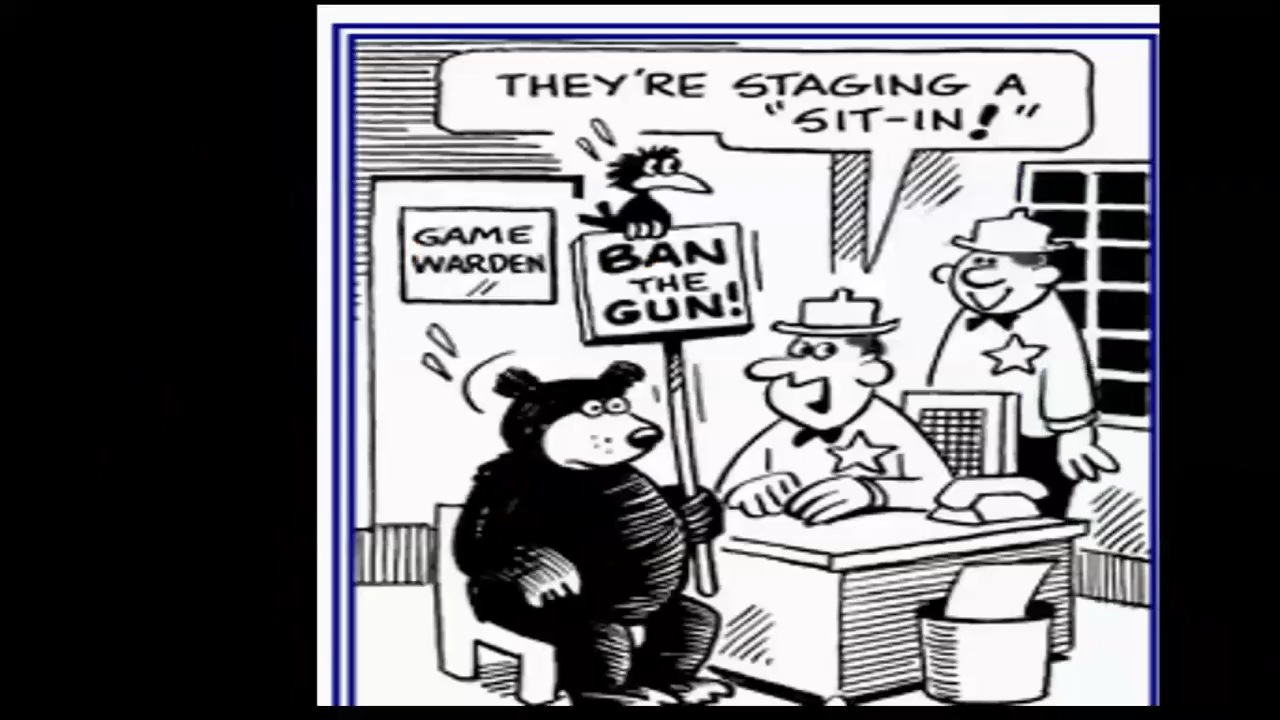 THEY'RE STAGING A
"SIT-IN!"
GAME
WARDEN
BAN
THE
GUN!